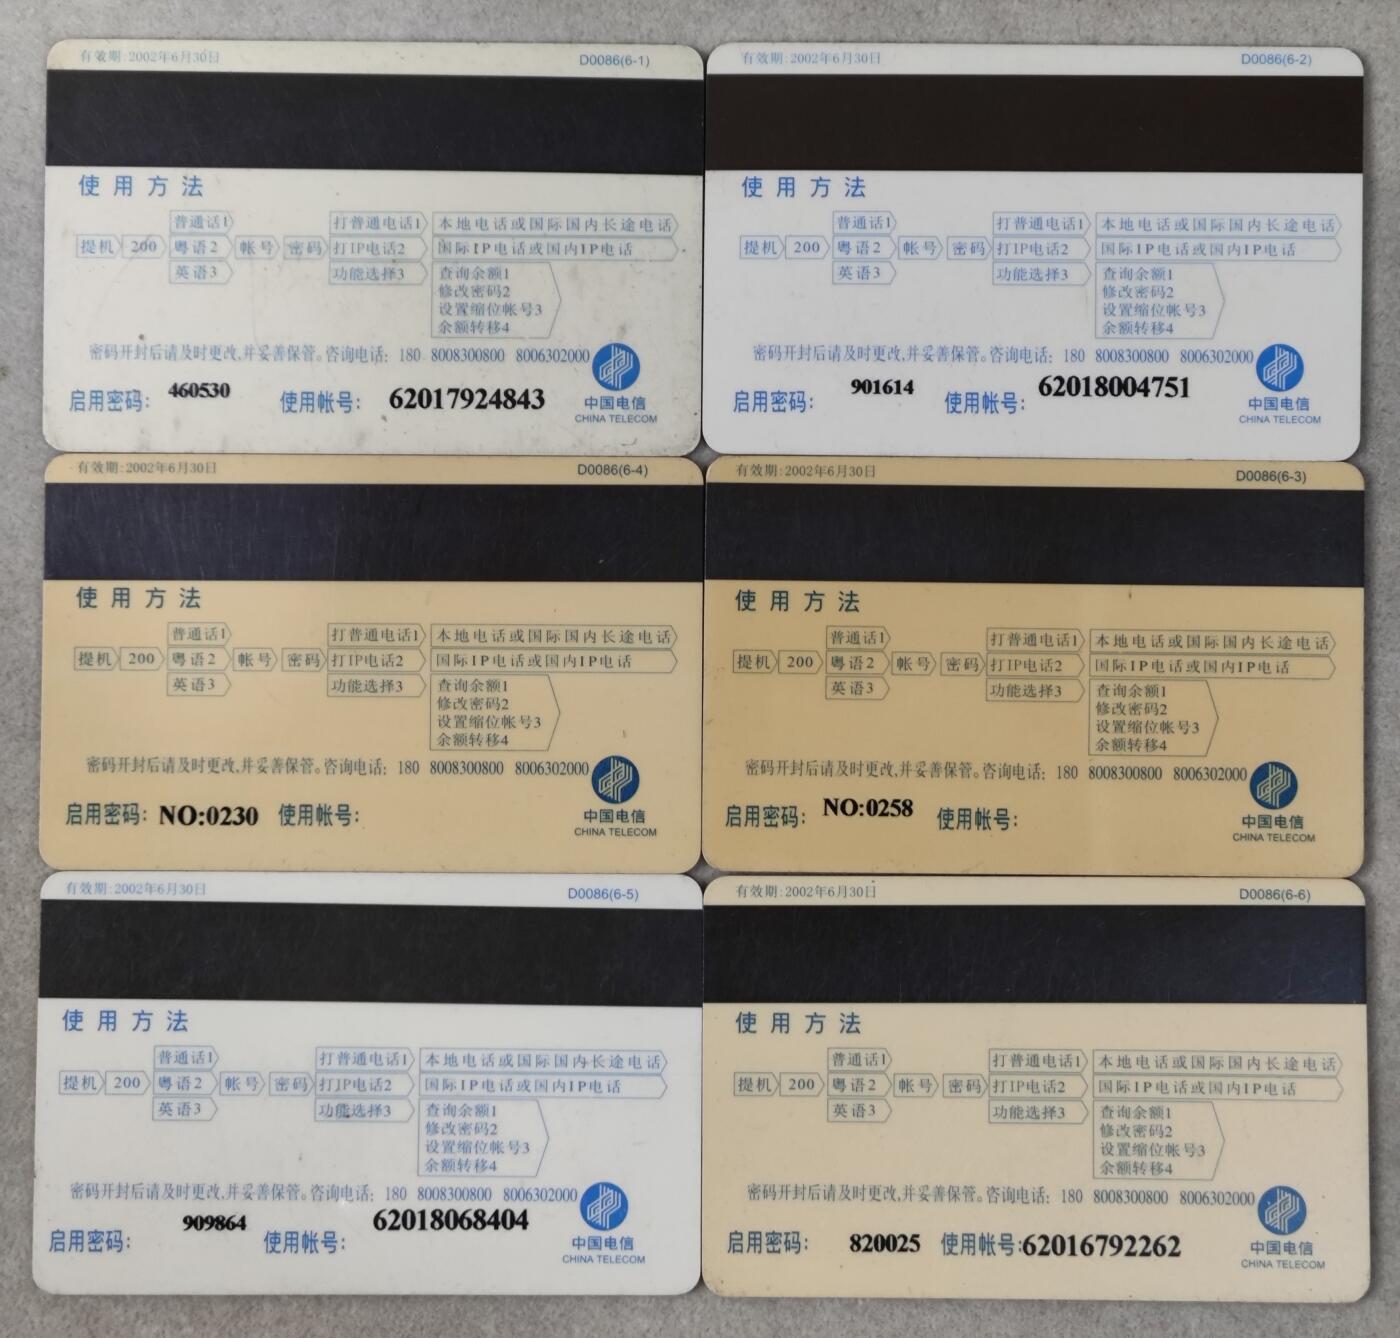 有效期:2002年6月30日 D0086(6-1)
使用方法
普通话1 打普通电话1 本地电话或国际国内长途电话
提机 200 粤语2 帐号 密码 打IP电话2 国际IP电话或国内IP电话
英语3 功能选择3 查询余额1
修改密码2
设置缩位帐号3
余额转移4
密码开封后请及时更改,并妥善保管。咨询电话: 180 8008300800 8006302000
启用密码: 460530 使用帐号: 62017924843
中国电信
CHINA TELECOM
有效期:2002年6月30日 D0086(6-2)
使用方法
普通话1 打普通电话1 本地电话或国际国内长途电话
提机 200 粤语2 帐号 密码 打IP电话2 国际IP电话或国内IP电话
英语3 功能选择3 查询余额1
修改密码2
设置缩位帐号3
余额转移4
密码开封后请及时更改,并妥善保管。咨询电话: 180 8008300800 8006302000
启用密码: 901614 使用帐号: 62018004751
中国电信
CHINA TELECOM
有效期:2002年6月30日 D0086(6-4)
使用方法
普通话1 打普通电话1 本地电话或国际国内长途电话
提机 200 粤语2 帐号 密码 打IP电话2 国际IP电话或国内IP电话
英语3 功能选择3 查询余额1
修改密码2
设置缩位帐号3
余额转移4
密码开封后请及时更改,并妥善保管。咨询电话: 180 8008300800 8006302000
启用密码: NO:0230 使用帐号:
中国电信
CHINA TELECOM
有效期:2002年6月30日 D0086(6-3)
使用方法
普通话1 打普通电话1 本地电话或国际国内长途电话
提机 200 粤语2 帐号 密码 打IP电话2 国际IP电话或国内IP电话
英语3 功能选择3 查询余额1
修改密码2
设置缩位帐号3
余额转移4
密码开封后请及时更改,并妥善保管。咨询电话: 180 8008300800 8006302000
启用密码: NO:0258 使用帐号:
中国电信
CHINA TELECOM
有效期:2002年6月30日 D0086(6-5)
使用方法
普通话1 打普通电话1 本地电话或国际国内长途电话
提机 200 粤语2 帐号 密码 打IP电话2 国际IP电话或国内IP电话
英语3 功能选择3 查询余额1
修改密码2
设置缩位帐号3
余额转移4
密码开封后请及时更改,并妥善保管。咨询电话: 180 8008300800 8006302000
启用密码: 909864 使用帐号: 62018068404
中国电信
CHINA TELECOM
有效期:2002年6月30日 D0086(6-6)
使用方法
普通话1 打普通电话1 本地电话或国际国内长途电话
提机 200 粤语2 帐号 密码 打IP电话2 国际IP电话或国内IP电话
英语3 功能选择3 查询余额1
修改密码2
设置缩位帐号3
余额转移4
密码开封后请及时更改,并妥善保管。咨询电话: 180 8008300800 8006302000
启用密码: 820025 使用帐号:62016792262
中国电信
CHINA TELECOM